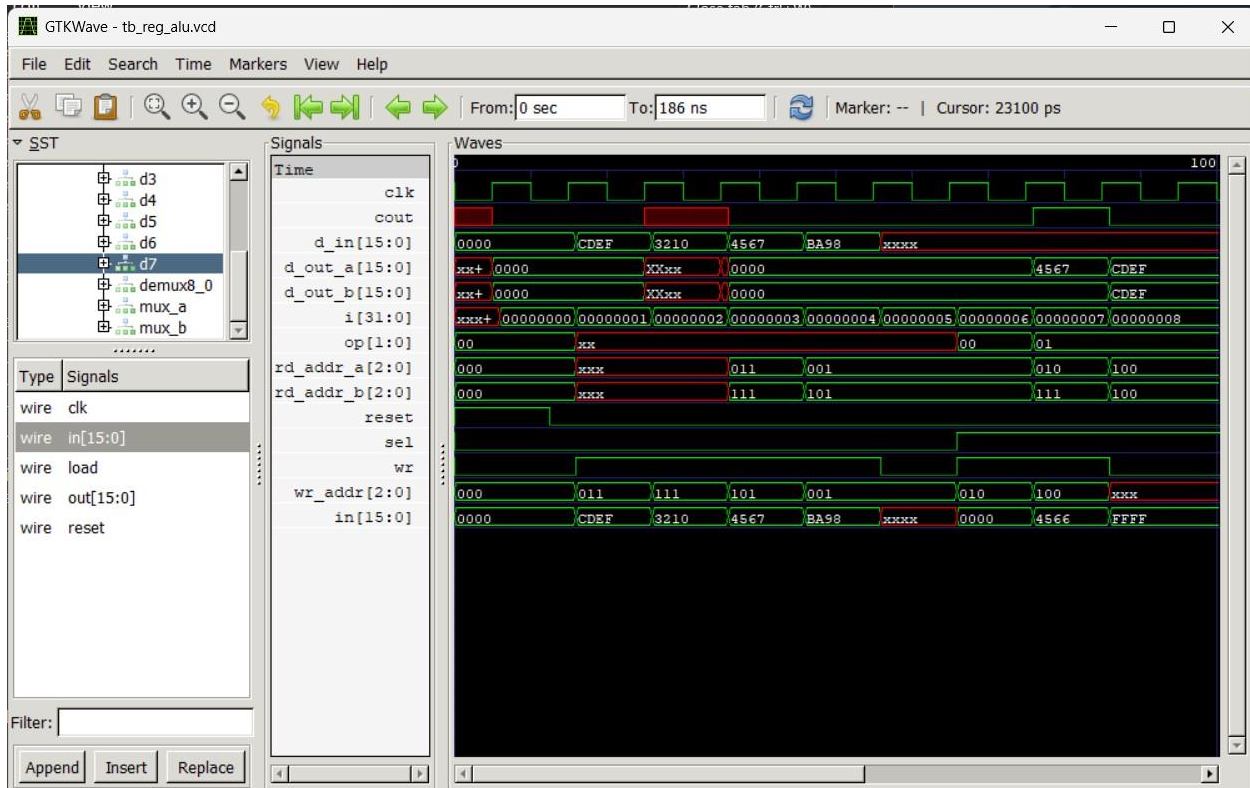 GTKWave - tb_reg_alu.vcd
File Edit Search Time Markers View Help
From: 0 sec To: 186 ns Marker: -- | Cursor: 23100 ps
SST
d3
d4
d5
d6
d7
demux8_0
mux_a
mux_b
Type Signals
wire clk
wire in[15:0]
wire load
wire out[15:0]
wire reset
Filter:
Append Insert Replace
Signals
Time
clk
cout
d_in[15:0]
d_out_a[15:0]
d_out_b[15:0]
i[31:0]
op[1:0]
rd_addr_a[2:0]
rd_addr_b[2:0]
reset
sel
wr
wr_addr[2:0]
in[15:0]
Waves
0 100
0000 CDEF 3210 4567 BA98 xxxx
xx+ 0000 XXxx 0000 4567 CDEF
xx+ 0000 XXxx 0000 CDEF
xxx+ 00000000 00000001 00000002 00000003 00000004 00000005 00000006 00000007 00000008
00 xx 00 01
000 xxx 011 001 010 100
000 xxx 111 101 111 100
000 011 111 101 001 010 100 xxx
0000 CDEF 3210 4567 BA98 xxxx 0000 4566 FFFF